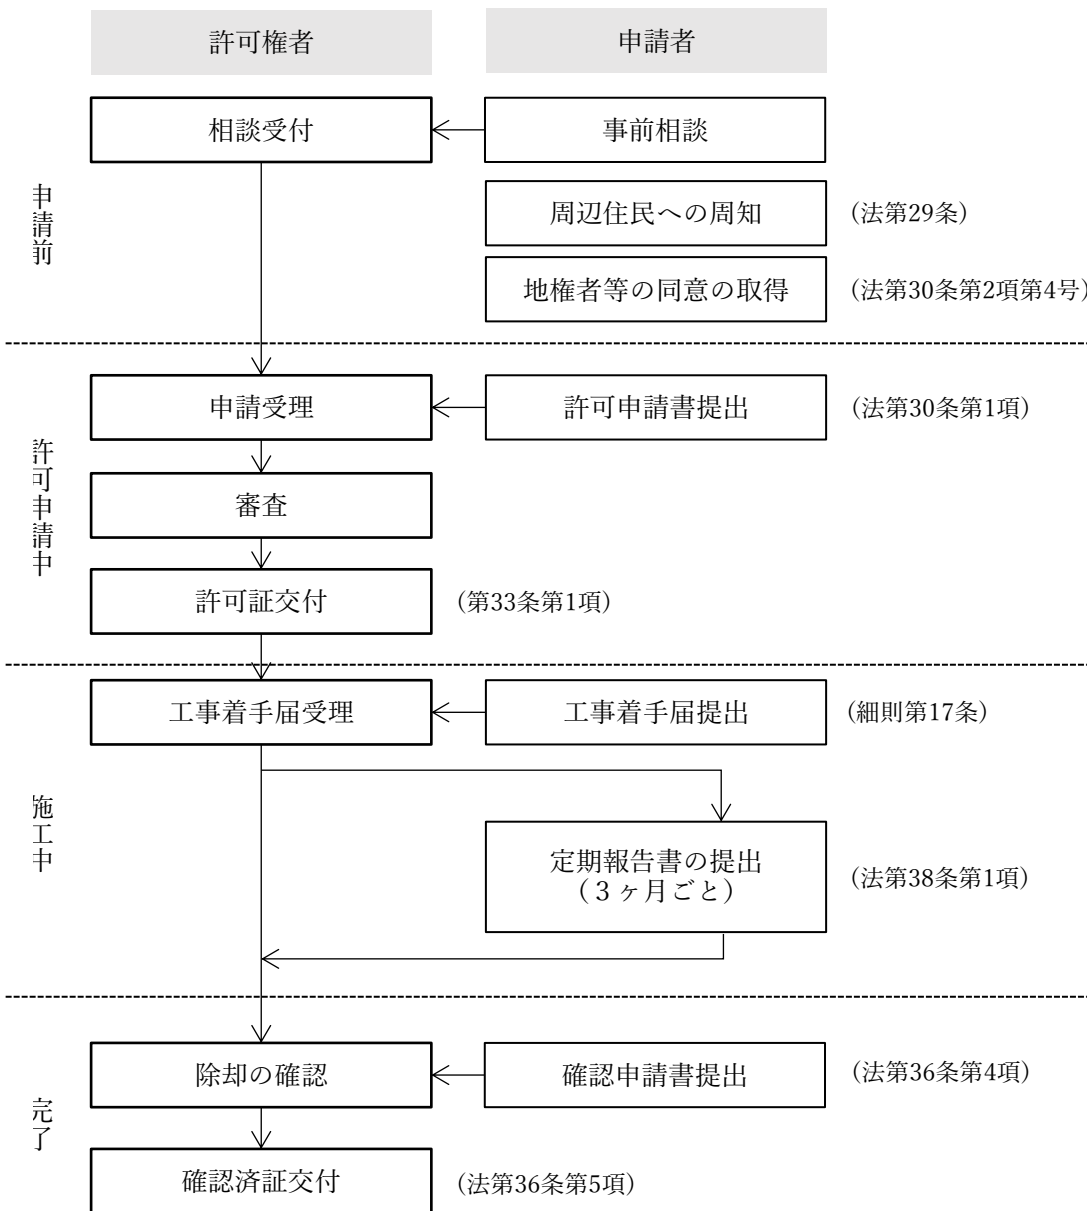 許可権者
申請者
申請前
相談受付
事前相談
周辺住民への周知
(法第29条)
地権者等の同意の取得
(法第30条第2項第4号)
許可申請中
申請受理
許可申請書提出
(法第30条第1項)
審査
許可証交付
(第33条第1項)
施工中
工事着手届受理
工事着手届提出
(細則第17条)
定期報告書の提出
(３ヶ月ごと)
(法第38条第1項)
完了
除却の確認
確認申請書提出
(法第36条第4項)
確認済証交付
(法第36条第5項)